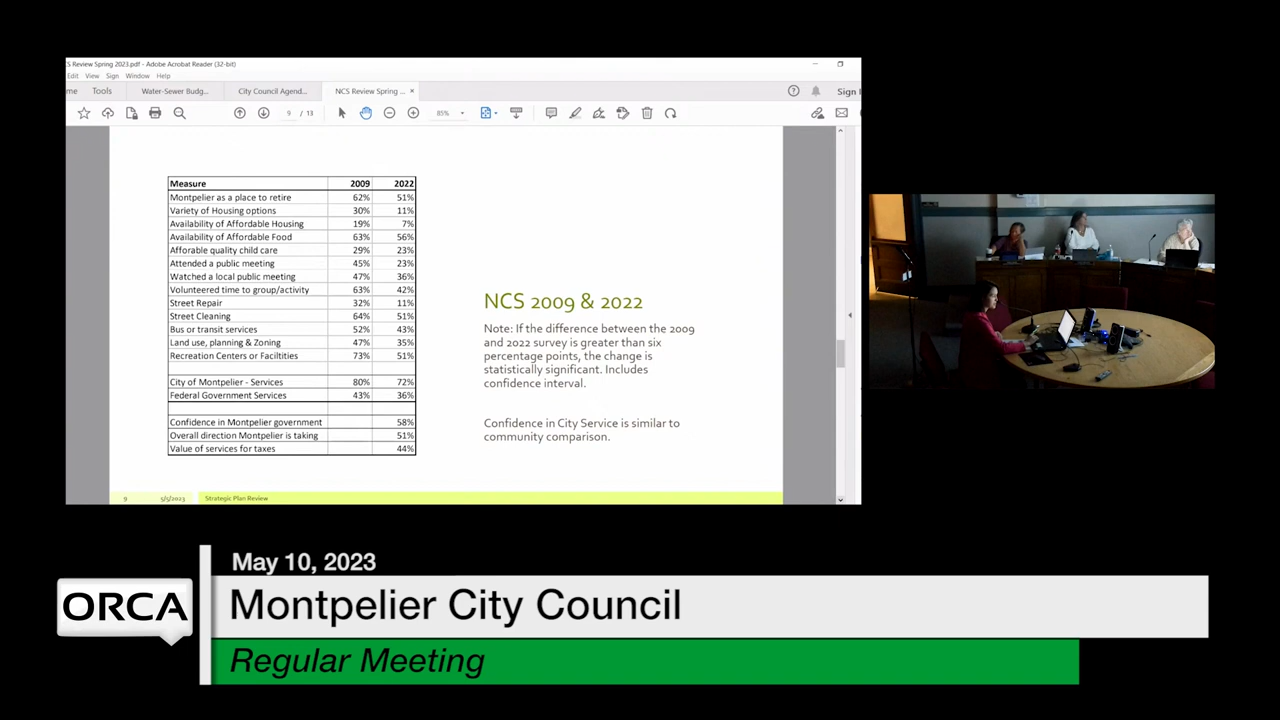 CS Review Spring 2023.pdf - Adobe Acrobat Reader (32-bit)
Edit View Sign Window Help
me Tools Water-Sewer Budg... City Council Agend... NCS Review Spring ... × Sign I
9 / 13 85%
Measure 2009 2022
Montpelier as a place to retire 62% 51%
Variety of Housing options 30% 11%
Availability of Affordable Housing 19% 7%
Availability of Affordable Food 63% 56%
Afforable quality child care 29% 23%
Attended a public meeting 45% 23%
Watched a local public meeting 47% 36%
Volunteered time to group/activity 63% 42%
Street Repair 32% 11%
Street Cleaning 64% 51%
Bus or transit services 52% 43%
Land use, planning & Zoning 47% 35%
Recreation Centers or Faciltities 73% 51%
City of Montpelier - Services 80% 72%
Federal Government Services 43% 36%
Confidence in Montpelier government 58%
Overall direction Montpelier is taking 51%
Value of services for taxes 44%
NCS 2009 & 2022
Note: If the difference between the 2009
and 2022 survey is greater than six
percentage points, the change is
statistically significant. Includes
confidence interval.
Confidence in City Service is similar to
community comparison.
9 5/5/2023 Strategic Plan Review
May 10, 2023
ORCA
Montpelier City Council
Regular Meeting